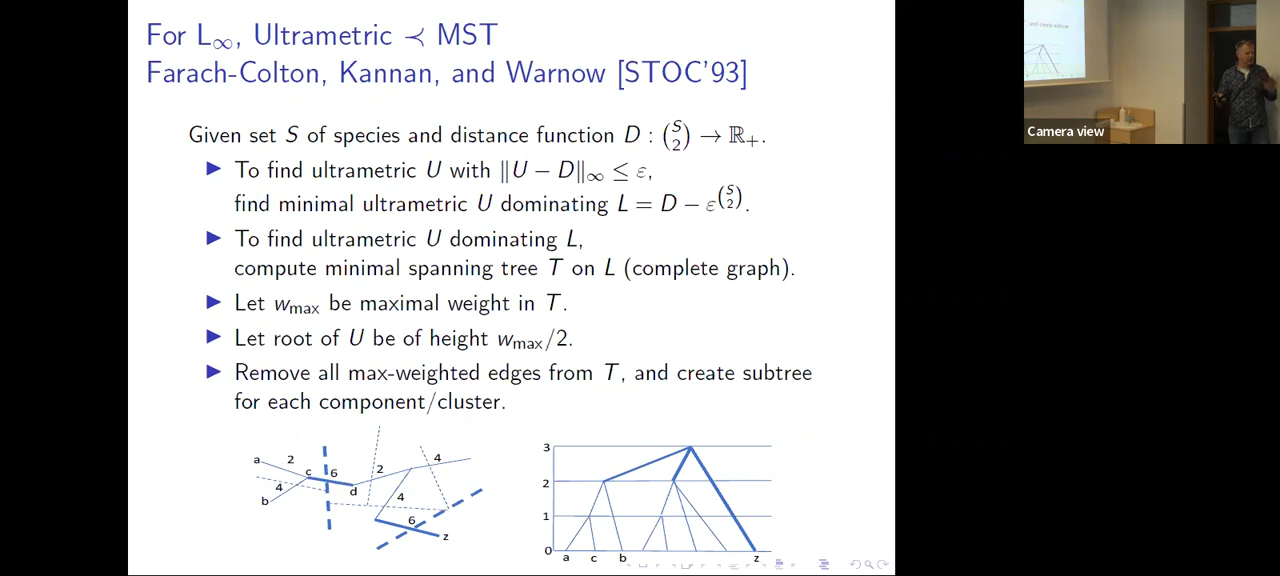 For L∞, Ultrametric ≺ MST
Farach-Colton, Kannan, and Warnow [STOC'93]
Given set S of species and distance function D : (S 2) → ℝ+.
▶ To find ultrametric U with ‖U − D‖∞ ≤ ε,
find minimal ultrametric U dominating L = D − ε(S 2).
▶ To find ultrametric U dominating L,
compute minimal spanning tree T on L (complete graph).
▶ Let wmax be maximal weight in T.
▶ Let root of U be of height wmax/2.
▶ Remove all max-weighted edges from T, and create subtree
for each component/cluster.
a 2 c 6 2 4
4 d 4
b 6 z
3
2
1
0
a c b z
Camera view